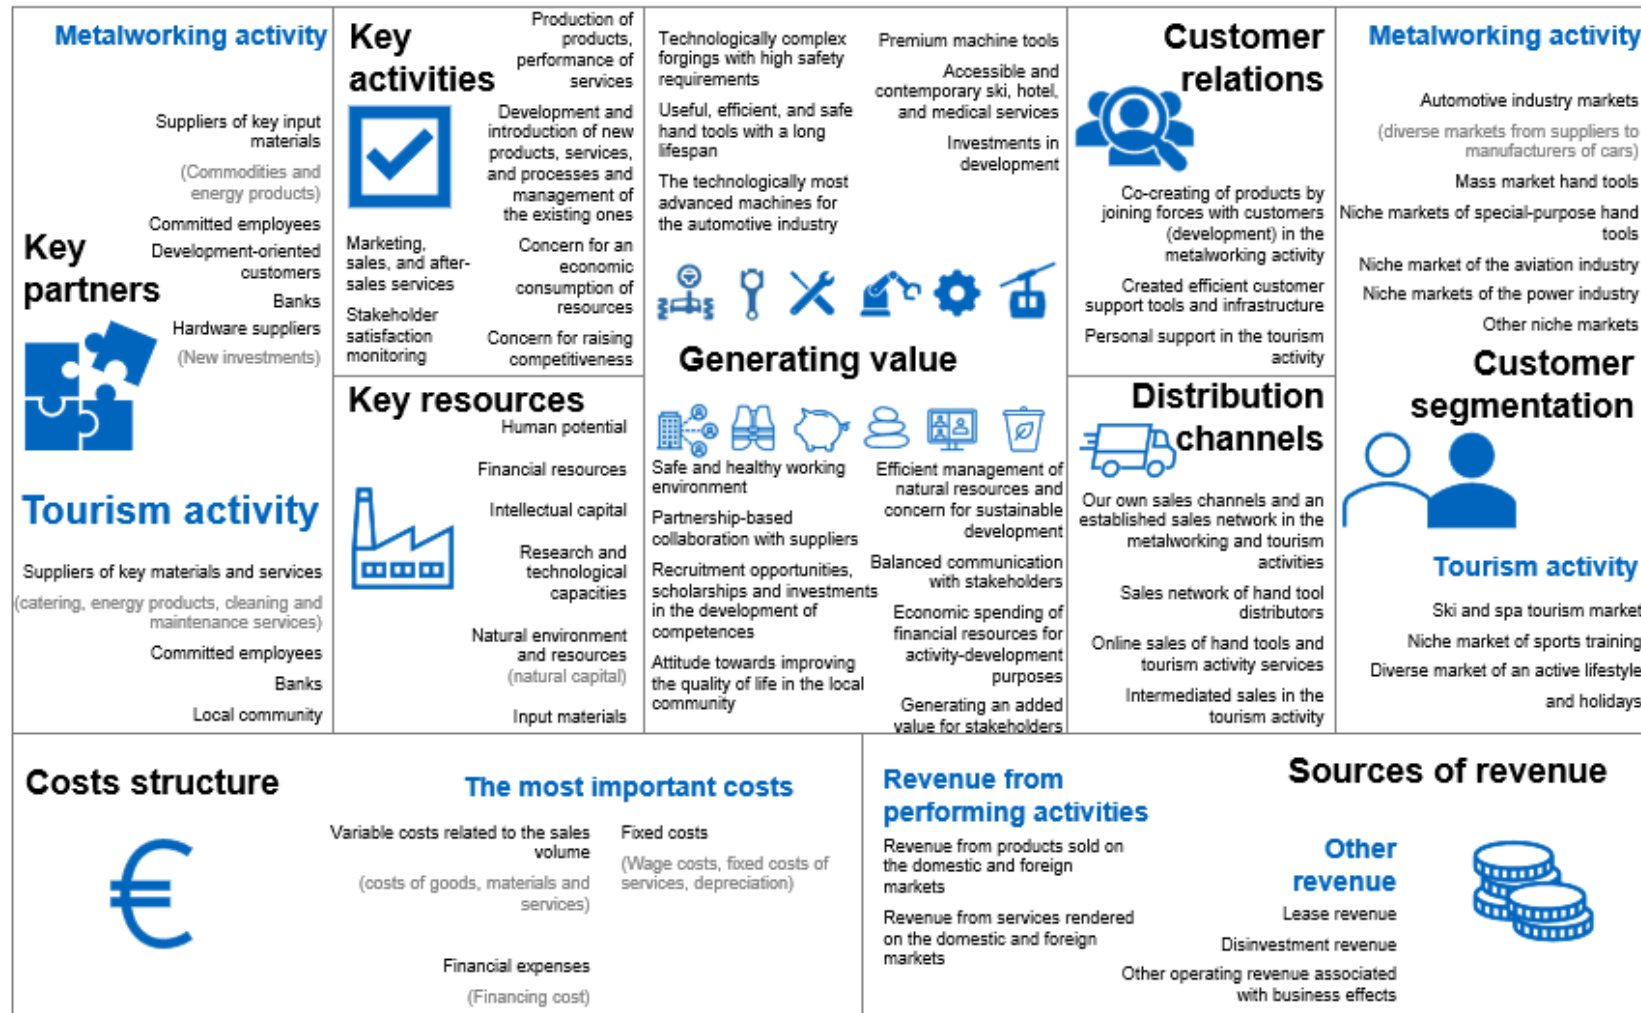 Metalworking activity
Suppliers of key input
materials
(Commodities and
energy products)
Committed employees
Development-oriented
customers
Banks
Hardware suppliers
(New investments)
Key
partners
Tourism activity
Suppliers of key materials and services
(catering, energy products, cleaning and
maintenance services)
Committed employees
Banks
Local community
Key
activities
Production of
products,
performance of
services
Development and
introduction of new
products, services,
and processes and
management of
the existing ones
Concern for an
economic
consumption of
resources
Concern for raising
competitiveness
Marketing,
sales, and after-
sales services
Stakeholder
satisfaction
monitoring
Key resources
Human potential
Financial resources
Intellectual capital
Research and
technological
capacities
Natural environment
and resources
(natural capital)
Input materials
Technologically complex
forgings with high safety
requirements
Useful, efficient, and safe
hand tools with a long
lifespan
The technologically most
advanced machines for
the automotive industry
Premium machine tools
Accessible and
contemporary ski, hotel,
and medical services
Investments in
development
Generating value
Safe and healthy working
environment
Partnership-based
collaboration with suppliers
Recruitment opportunities,
scholarships and investments
in the development of
competences
Attitude towards improving
the quality of life in the local
community
Efficient management of
natural resources and
concern for sustainable
development
Balanced communication
with stakeholders
Economic spending of
financial resources for
activity-development
purposes
Generating an added
value for stakeholders
Customer
relations
Co-creating of products by
joining forces with customers
(development) in the
metalworking activity
Created efficient customer
support tools and infrastructure
Personal support in the tourism
activity
Distribution
channels
Our own sales channels and an
established sales network in the
metalworking and tourism
activities
Sales network of hand tool
distributors
Online sales of hand tools and
tourism activity services
Intermediated sales in the
tourism activity
Metalworking activity
Automotive industry markets
(diverse markets from suppliers to
manufacturers of cars)
Mass market hand tools
Niche markets of special-purpose hand
tools
Niche market of the aviation industry
Niche markets of the power industry
Other niche markets
Customer
segmentation
Tourism activity
Ski and spa tourism market
Niche market of sports training
Diverse market of an active lifestyle
and holidays
Costs structure
The most important costs
Variable costs related to the sales
volume
(costs of goods, materials and
services)
Financial expenses
(Financing cost)
Fixed costs
(Wage costs, fixed costs of
services, depreciation)
Sources of revenue
Revenue from
performing activities
Revenue from products sold on
the domestic and foreign
markets
Revenue from services rendered
on the domestic and foreign
markets
Other
revenue
Lease revenue
Disinvestment revenue
Other operating revenue associated
with business effects